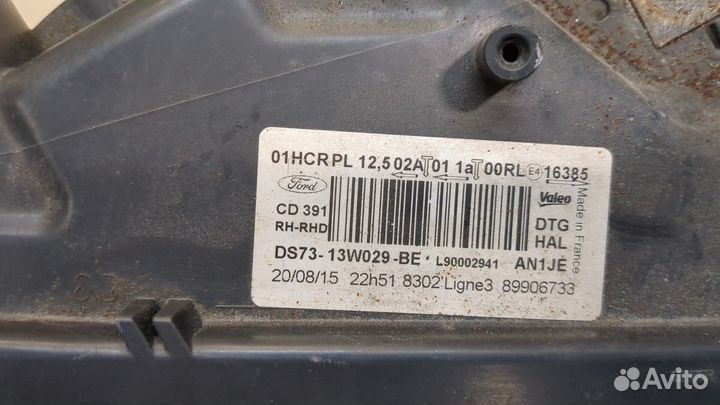 01HCRPL 12,5 02A 01 1a 00RL E4 16385
Ford
CD 391
RH-RHD
Valeo
DTG
HAL
Made in France
DS73- 13W029 -BE L90002941 AN1JE
20/08/15 22h51 8302 Ligne3 89906733
Avito